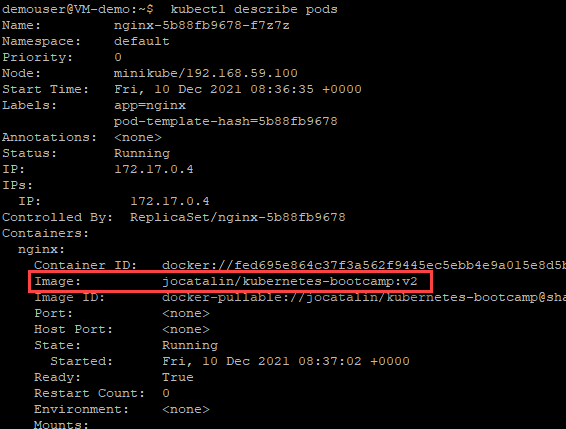 demouser@VM-demo:~$  kubectl describe pods
Name:         nginx-5b88fb9678-f7z7z
Namespace:    default
Priority:     0
Node:         minikube/192.168.59.100
Start Time:   Fri, 10 Dec 2021 08:36:35 +0000
Labels:       app=nginx
              pod-template-hash=5b88fb9678
Annotations:  <none>
Status:       Running
IP:           172.17.0.4
IPs:
  IP:           172.17.0.4
Controlled By:  ReplicaSet/nginx-5b88fb9678
Containers:
  nginx:
    Container ID:   docker://fed695e864c37f3a562f9445ec5ebb4e9a015e8d5b
    Image:          jocatalin/kubernetes-bootcamp:v2
    Image ID:       docker-pullable://jocatalin/kubernetes-bootcamp@sha
    Port:           <none>
    Host Port:      <none>
    State:          Running
      Started:      Fri, 10 Dec 2021 08:37:02 +0000
    Ready:          True
    Restart Count:  0
    Environment:    <none>
    Mounts: